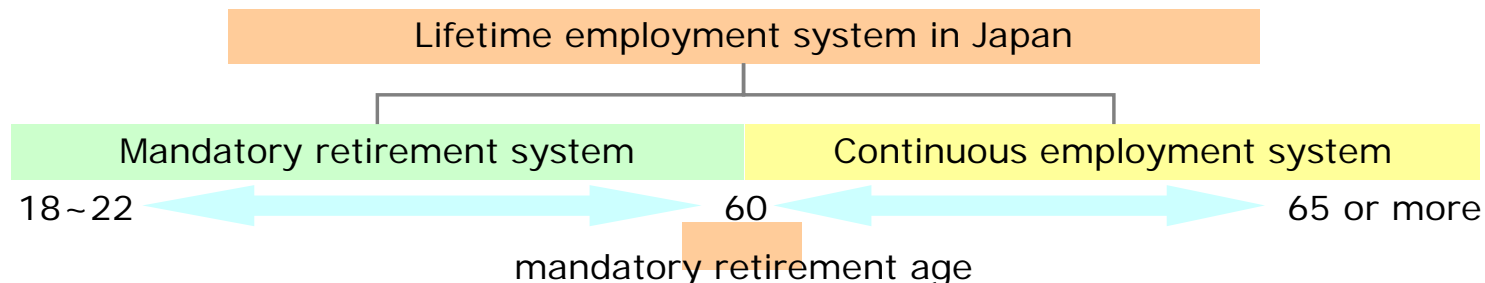 Lifetime employment system in Japan
Mandatory retirement system
Continuous employment system
18~22
60
65 or more
mandatory retirement age